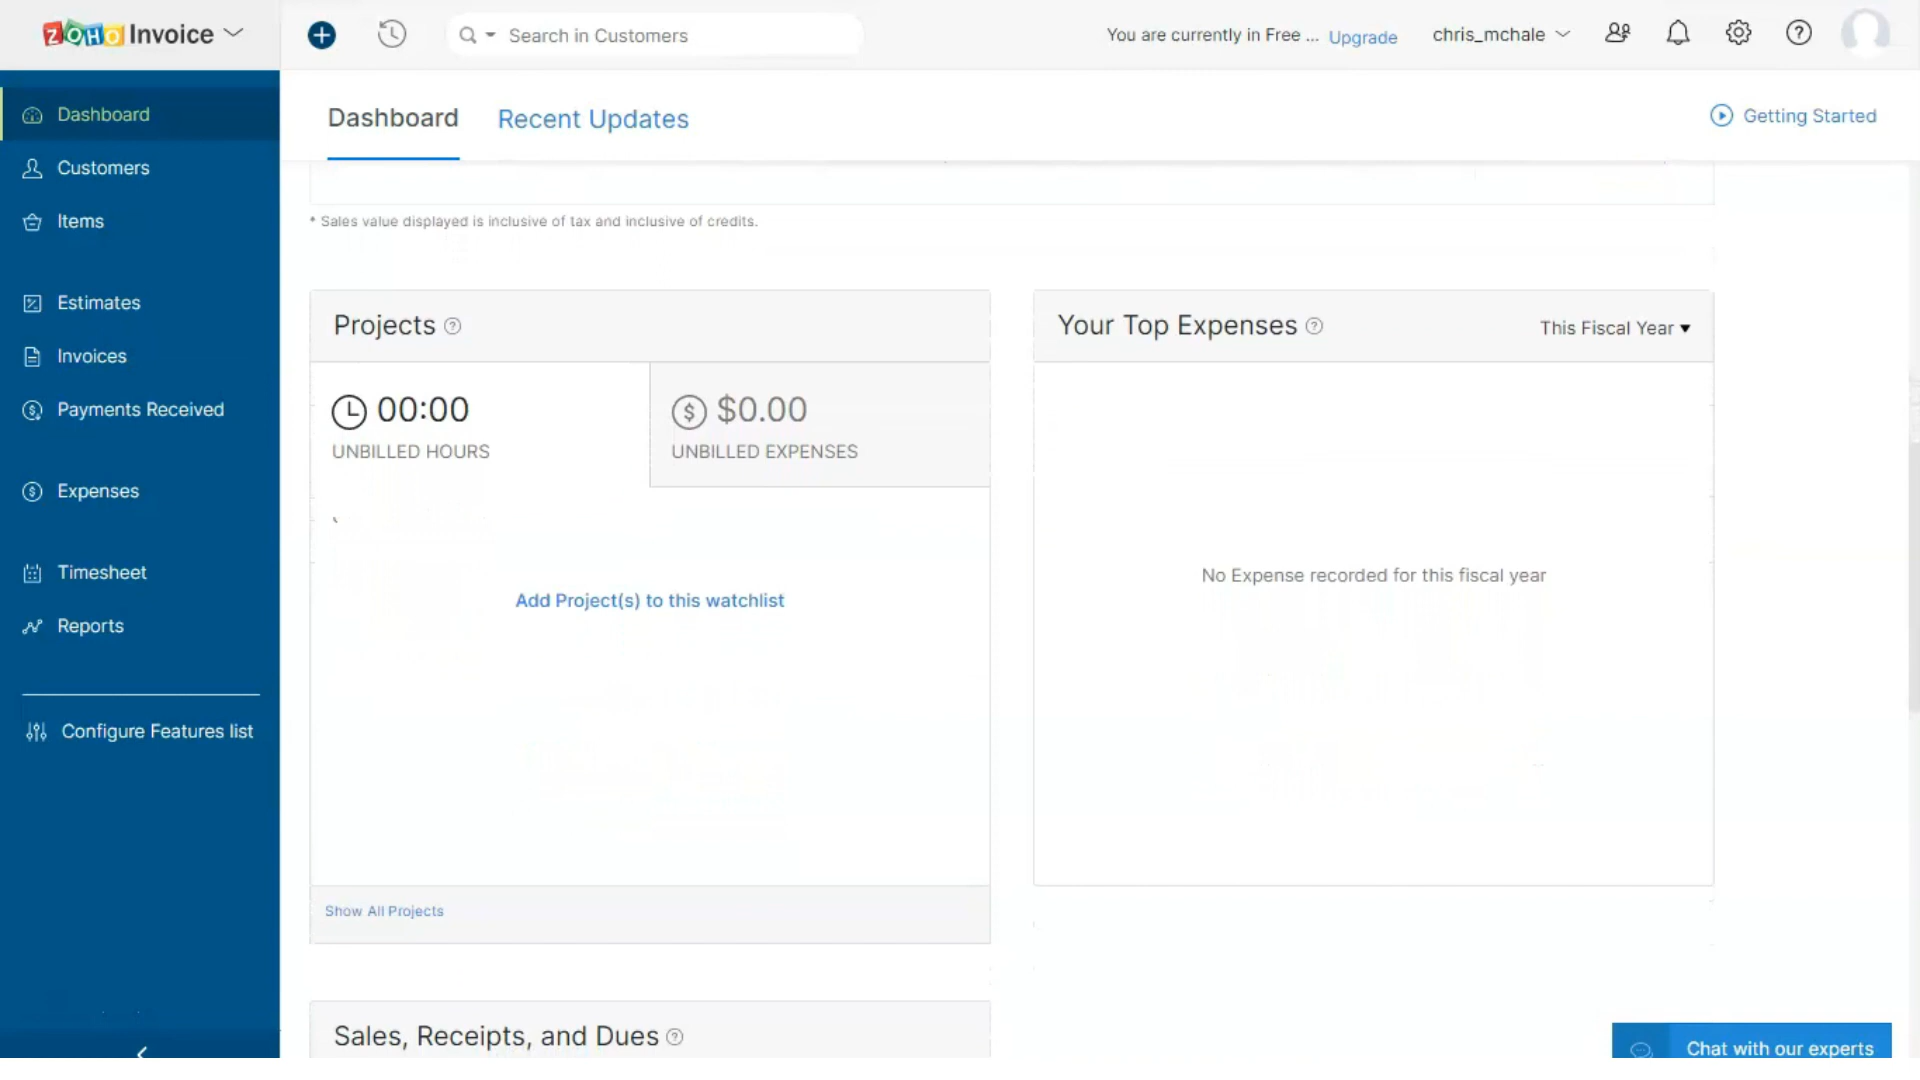 ZOHO Invoice
Search in Customers
You are currently in Free ... Upgrade
chris_mchale
Dashboard
Customers
Items
Estimates
Invoices
Payments Received
Expenses
Timesheet
Reports
Configure Features list
Dashboard
Recent Updates
Getting Started
* Sales value displayed is inclusive of tax and inclusive of credits.
Projects
00:00
UNBILLED HOURS
$0.00
UNBILLED EXPENSES
Add Project(s) to this watchlist
Show All Projects
Your Top Expenses
This Fiscal Year
No Expense recorded for this fiscal year
Sales, Receipts, and Dues
Chat with our experts